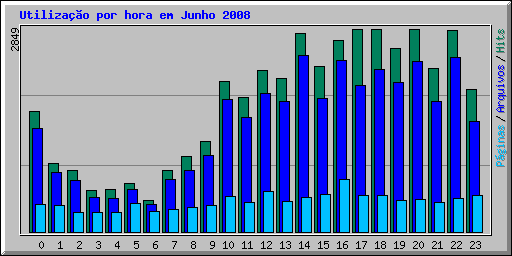 Utilização por hora em Junho 2008
2849
Páginas / Arquivos / Hits
0 1 2 3 4 5 6 7 8 9 10 11 12 13 14 15 16 17 18 19 20 21 22 23